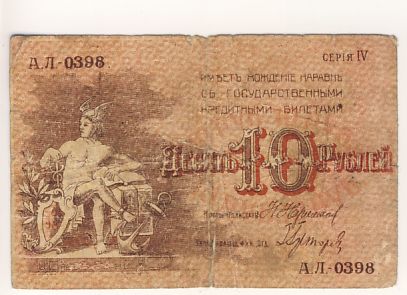 А.Л-0398
СЕРІЯ IV
ИМѢЕТЪ ХОЖДЕНІЕ НАРАВНѢ
СЪ ГОСУДАРСТВЕННЫМИ
КРЕДИТНЫМИ БИЛЕТАМИ
Десять 10 Рублей
А.Л-0398